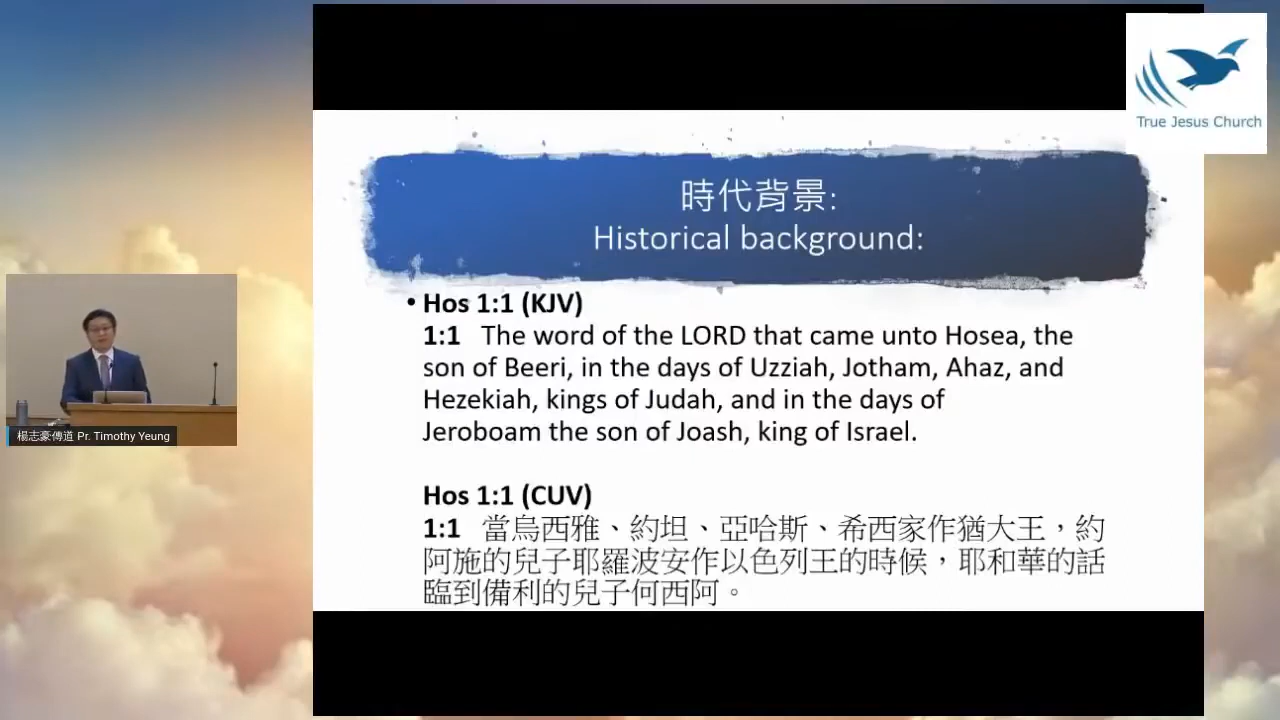 True Jesus Church
時代背景:
Historical background:
• Hos 1:1 (KJV)
1:1 The word of the LORD that came unto Hosea, the
son of Beeri, in the days of Uzziah, Jotham, Ahaz, and
Hezekiah, kings of Judah, and in the days of
Jeroboam the son of Joash, king of Israel.
Hos 1:1 (CUV)
1:1 當烏西雅、約坦、亞哈斯、希西家作猶大王，約
阿施的兒子耶羅波安作以色列王的時候，耶和華的話
臨到備利的兒子何西阿。
楊志豪傳道 Pr. Timothy Yeung